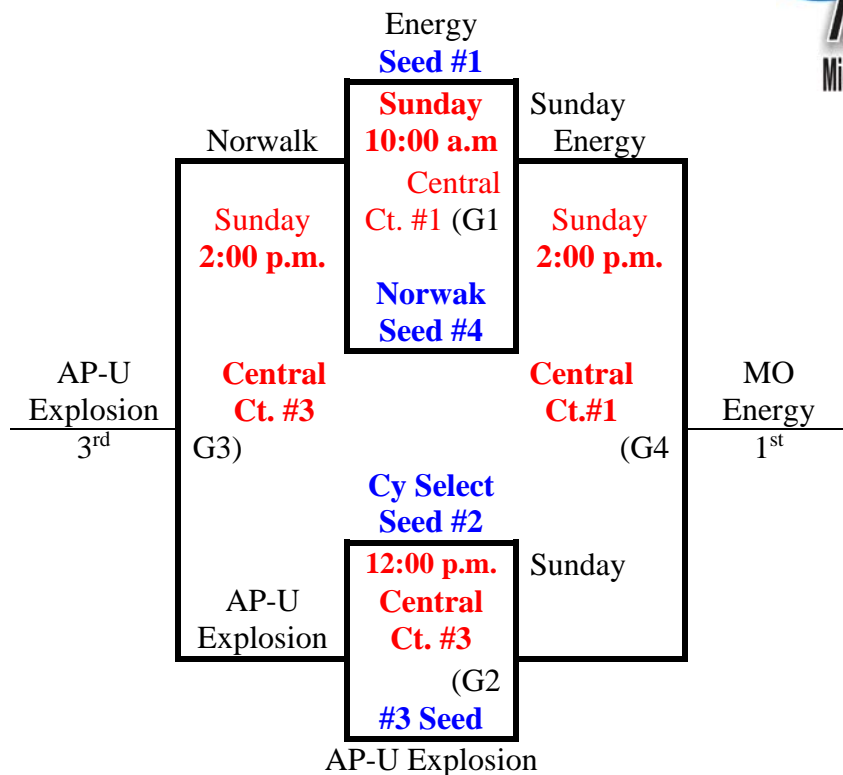 Energy
Seed #1
Sunday
10:00 a.m
Sunday
Energy
Norwalk
Central
Ct. #1 (G1
Sunday
2:00 p.m.
Sunday
2:00 p.m.
Norwak
Seed #4
AP-U
Explosion
3rd
Central
Ct. #3
G3)
Central
Ct.#1
(G4
MO
Energy
1st
Cy Select
Seed #2
12:00 p.m.
Sunday
Central
Ct. #3
AP-U
Explosion
(G2
#3 Seed
AP-U Explosion